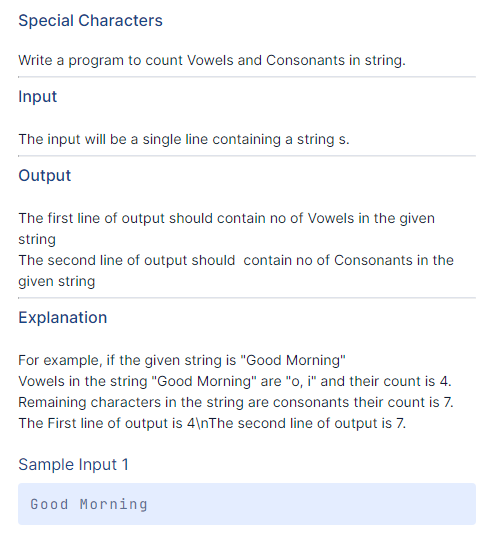 Special Characters
Write a program to count Vowels and Consonants in string.
Input
The input will be a single line containing a string s.
Output
The first line of output should contain no of Vowels in the given
string
The second line of output should  contain no of Consonants in the
given string
Explanation
For example, if the given string is "Good Morning"
Vowels in the string "Good Morning" are "o, i" and their count is 4.
Remaining characters in the string are consonants their count is 7.
The First line of output is 4\nThe second line of output is 7.
Sample Input 1
Good Morning